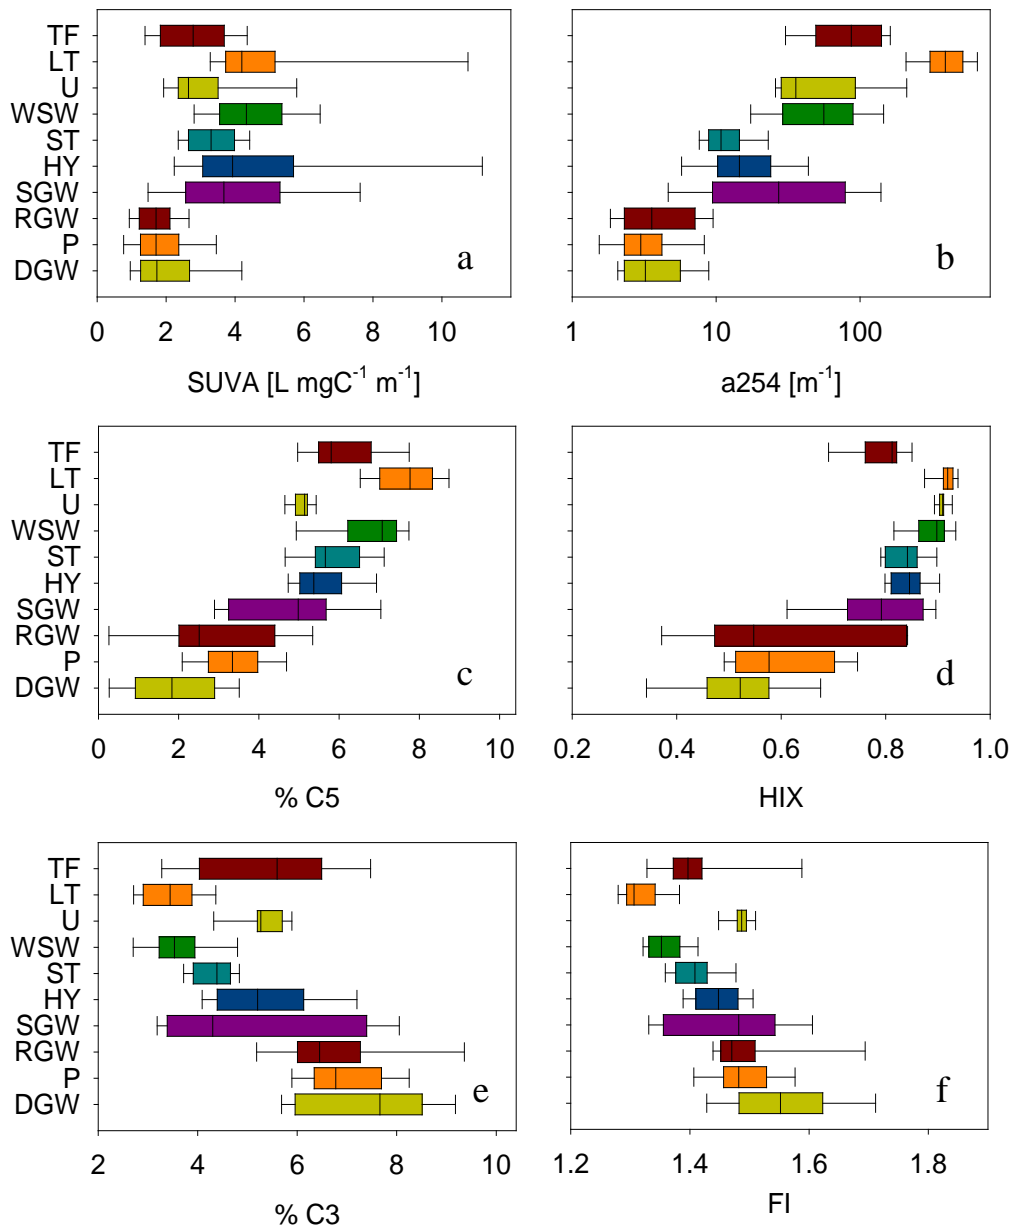 TF
LT
U
WSW
ST
HY
SGW
RGW
P
DGW
a
0 2 4 6 8 10
SUVA [L mgC⁻¹ m⁻¹]
b
1 10 100
a254 [m⁻¹]
TF
LT
U
WSW
ST
HY
SGW
RGW
P
DGW
c
0 2 4 6 8 10
% C5
d
0.2 0.4 0.6 0.8 1.0
HIX
TF
LT
U
WSW
ST
HY
SGW
RGW
P
DGW
e
2 4 6 8 10
% C3
f
1.2 1.4 1.6 1.8
FI